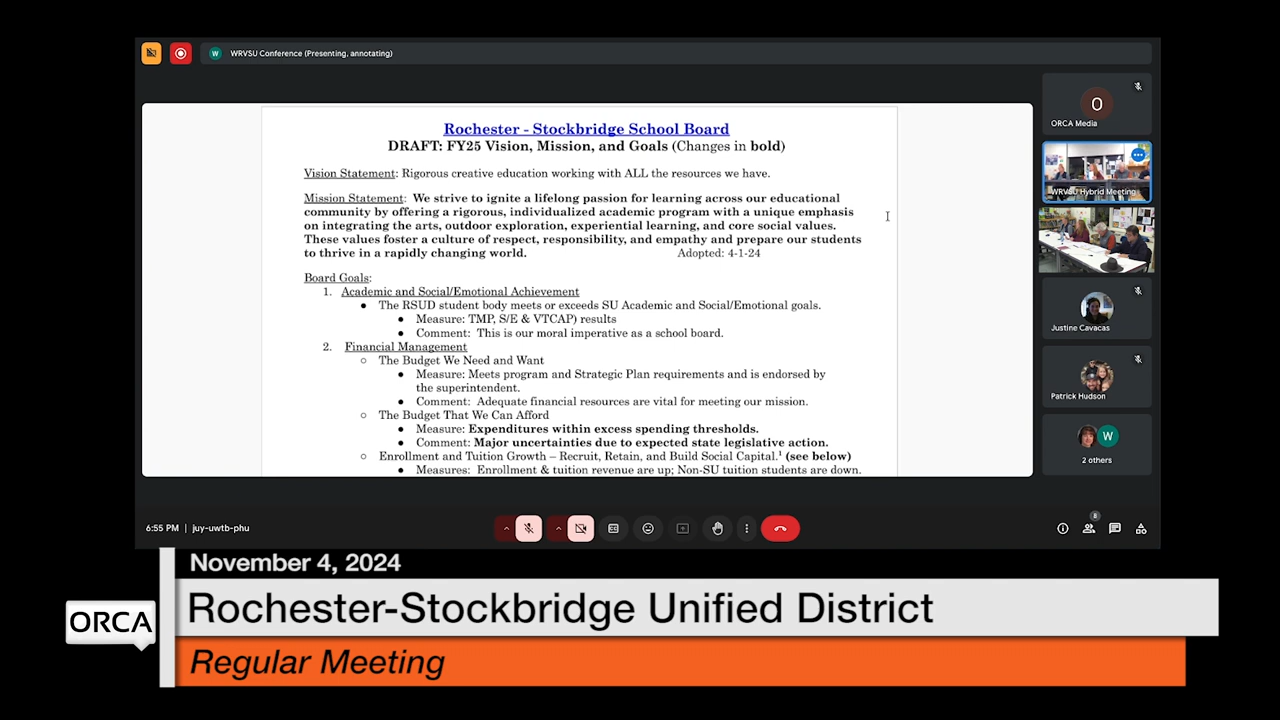 W
WRVSU Conference (Presenting, annotating)
Rochester - Stockbridge School Board
DRAFT: FY25 Vision, Mission, and Goals (Changes in bold)
Vision Statement: Rigorous creative education working with ALL the resources we have.
Mission Statement: We strive to ignite a lifelong passion for learning across our educational
community by offering a rigorous, individualized academic program with a unique emphasis
on integrating the arts, outdoor exploration, experiential learning, and core social values.
These values foster a culture of respect, responsibility, and empathy and prepare our students
to thrive in a rapidly changing world. Adopted: 4-1-24
Board Goals:
1. Academic and Social/Emotional Achievement
● The RSUD student body meets or exceeds SU Academic and Social/Emotional goals.
● Measure: TMP, S/E & VTCAP) results
● Comment: This is our moral imperative as a school board.
2. Financial Management
○ The Budget We Need and Want
● Measure: Meets program and Strategic Plan requirements and is endorsed by
the superintendent.
● Comment: Adequate financial resources are vital for meeting our mission.
○ The Budget That We Can Afford
● Measure: Expenditures within excess spending thresholds.
● Comment: Major uncertainties due to expected state legislative action.
○ Enrollment and Tuition Growth – Recruit, Retain, and Build Social Capital.¹ (see below)
● Measures: Enrollment & tuition revenue are up; Non-SU tuition students are down.
O
ORCA Media
WRVSU Hybrid Meeting
Justine Cavacas
Patrick Hudson
W
2 others
6:55 PM | juy-uwtb-phu
8
November 4, 2024
ORCA
Rochester-Stockbridge Unified District
Regular Meeting